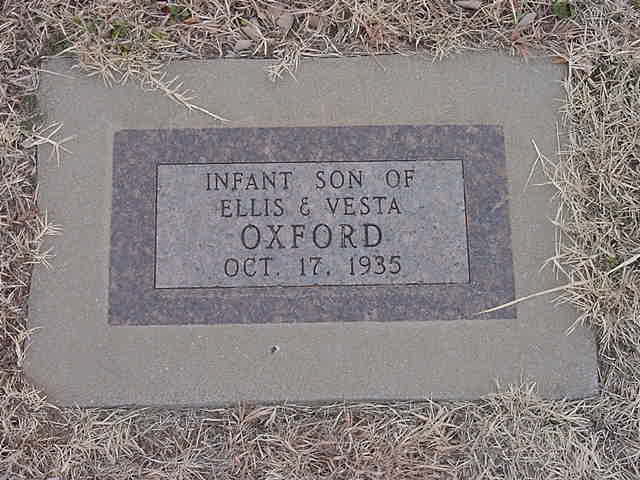 INFANT SON OF
ELLIS & VESTA
OXFORD
OCT. 17, 1935